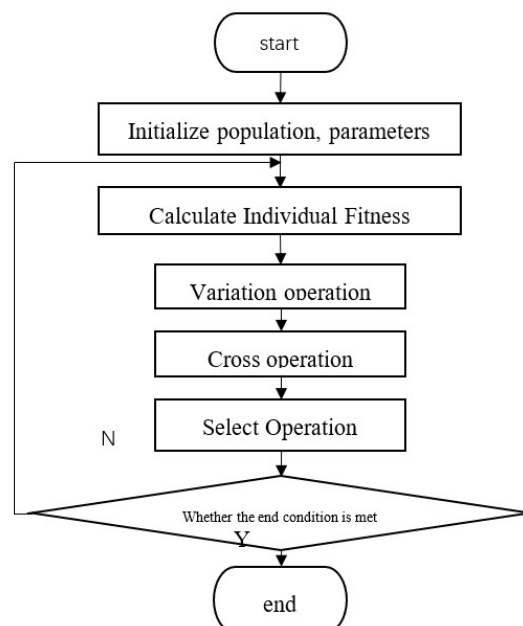 start
Initialize population, parameters
Calculate Individual Fitness
Variation operation
Cross operation
Select Operation
N
Whether the end condition is met
Y
end